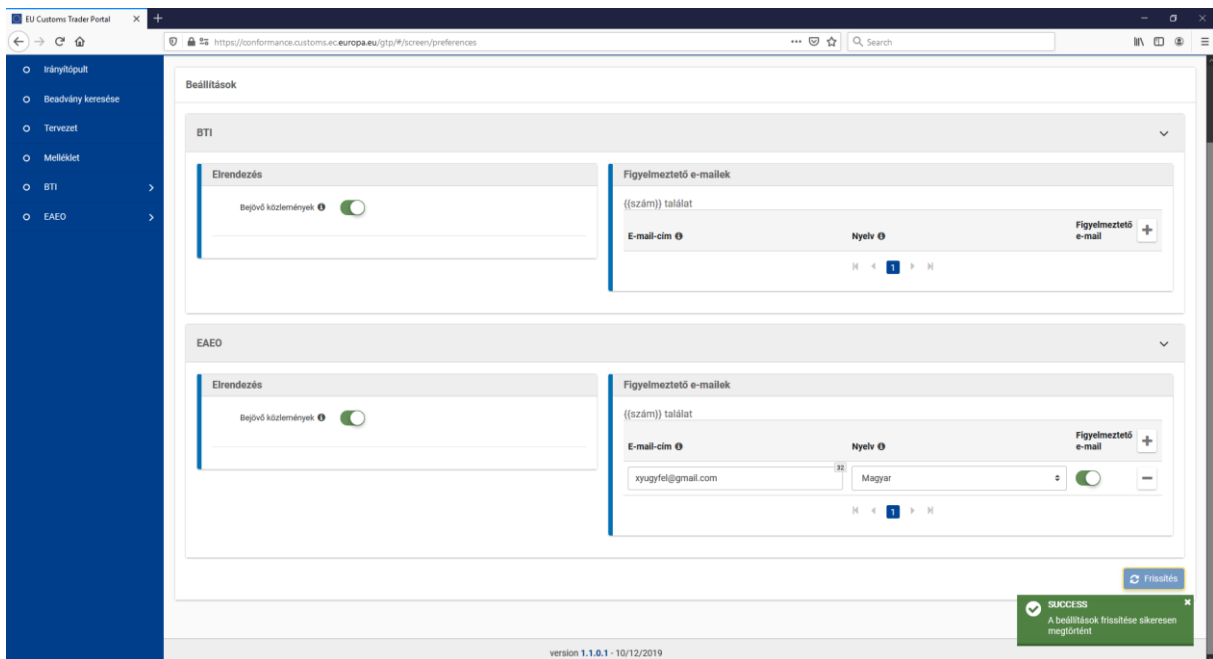 EU Customs Trader Portal
https://conformance.customs.ec.europa.eu/gtp/#/screen/preferences
Search
Irányítópult
Beadvány keresése
Tervezet
Melléklet
BTI
EAEO
Beállítások
BTI
Elrendezés
Bejövő közlemények
Figyelmeztető e-mailek
{{szám}} találat
E-mail-cím
Nyelv
Figyelmeztető
e-mail
1
EAEO
Elrendezés
Bejövő közlemények
Figyelmeztető e-mailek
{{szám}} találat
E-mail-cím
Nyelv
Figyelmeztető
e-mail
xyugyfel@gmail.com
32
Magyar
1
Frissítés
SUCCESS
A beállítások frissítése sikeresen
megtörtént
version 1.1.0.1 - 10/12/2019